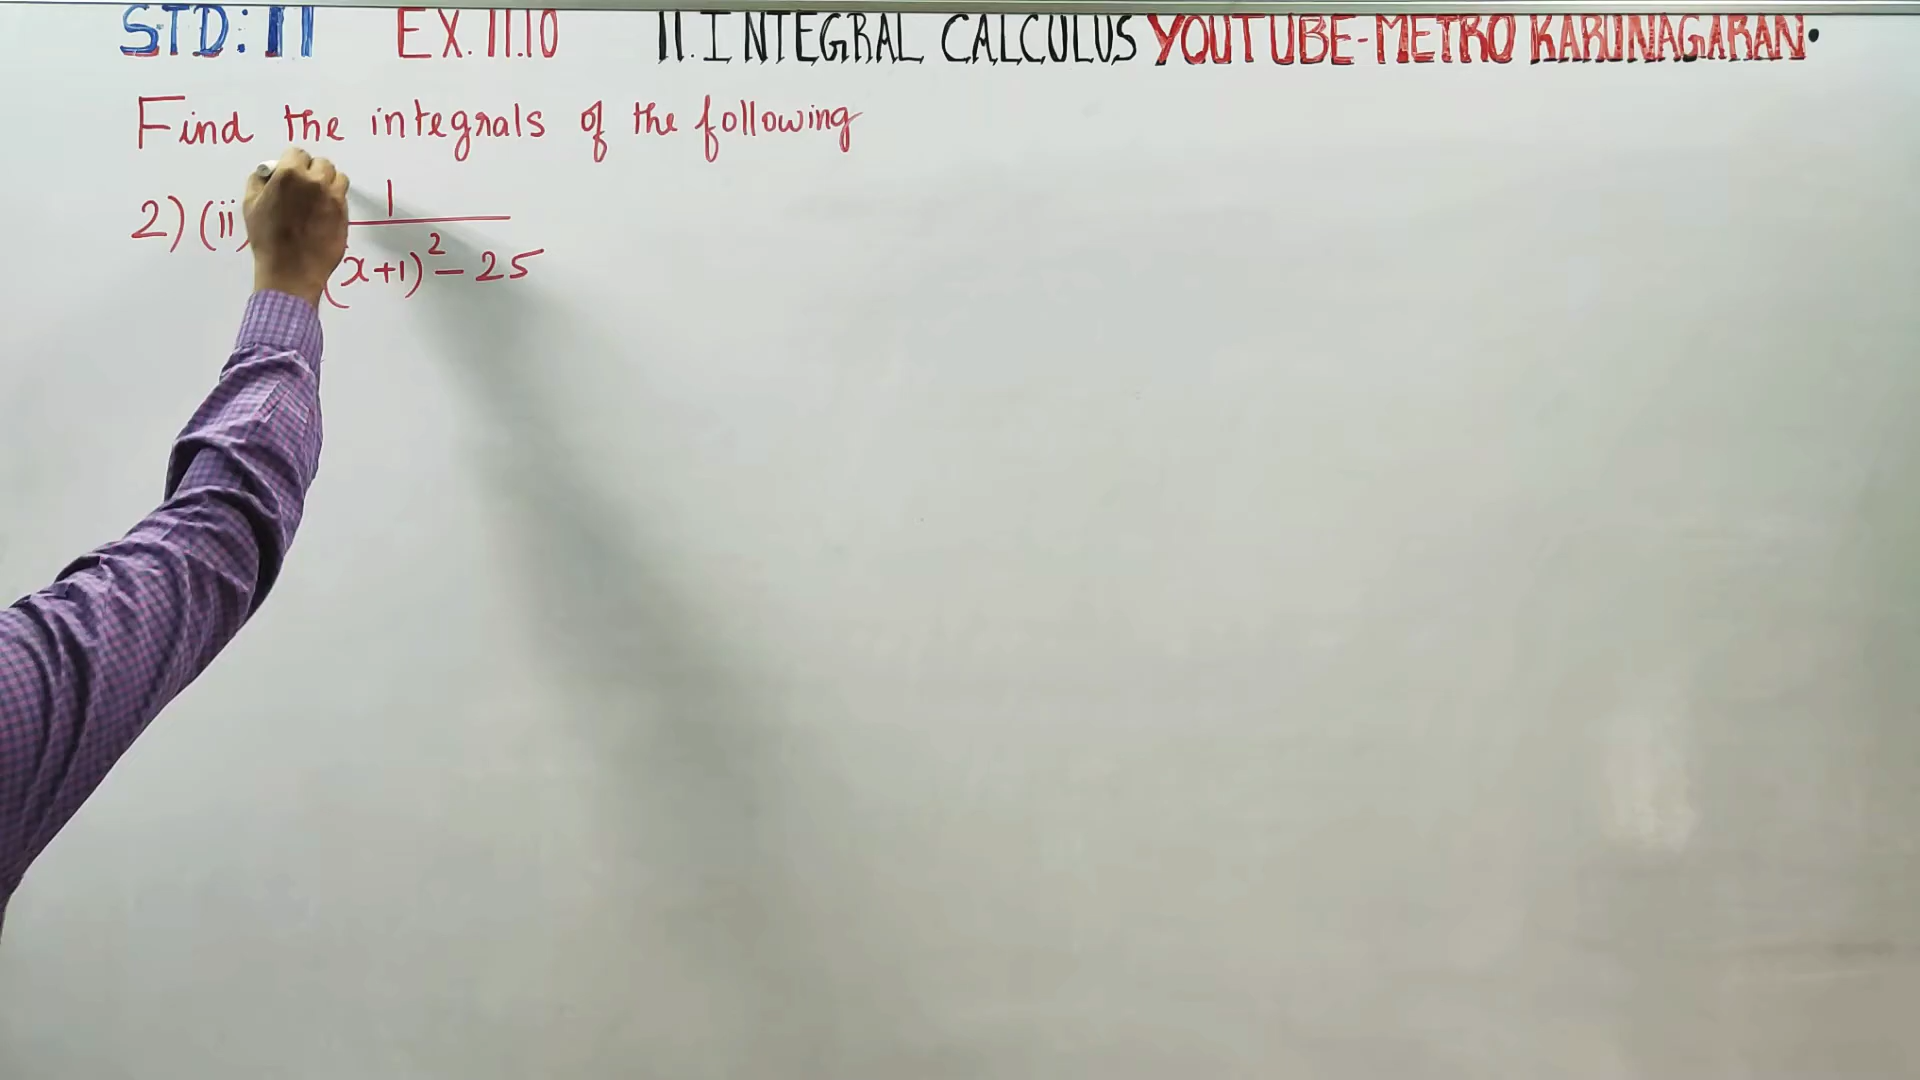 STD: 11 EX. 11.10 11. INTEGRAL CALCULUS YOUTUBE-METRO KARUNAGARAN.
Find the integrals of the following
2) (ii) 1
(x+1)² - 25